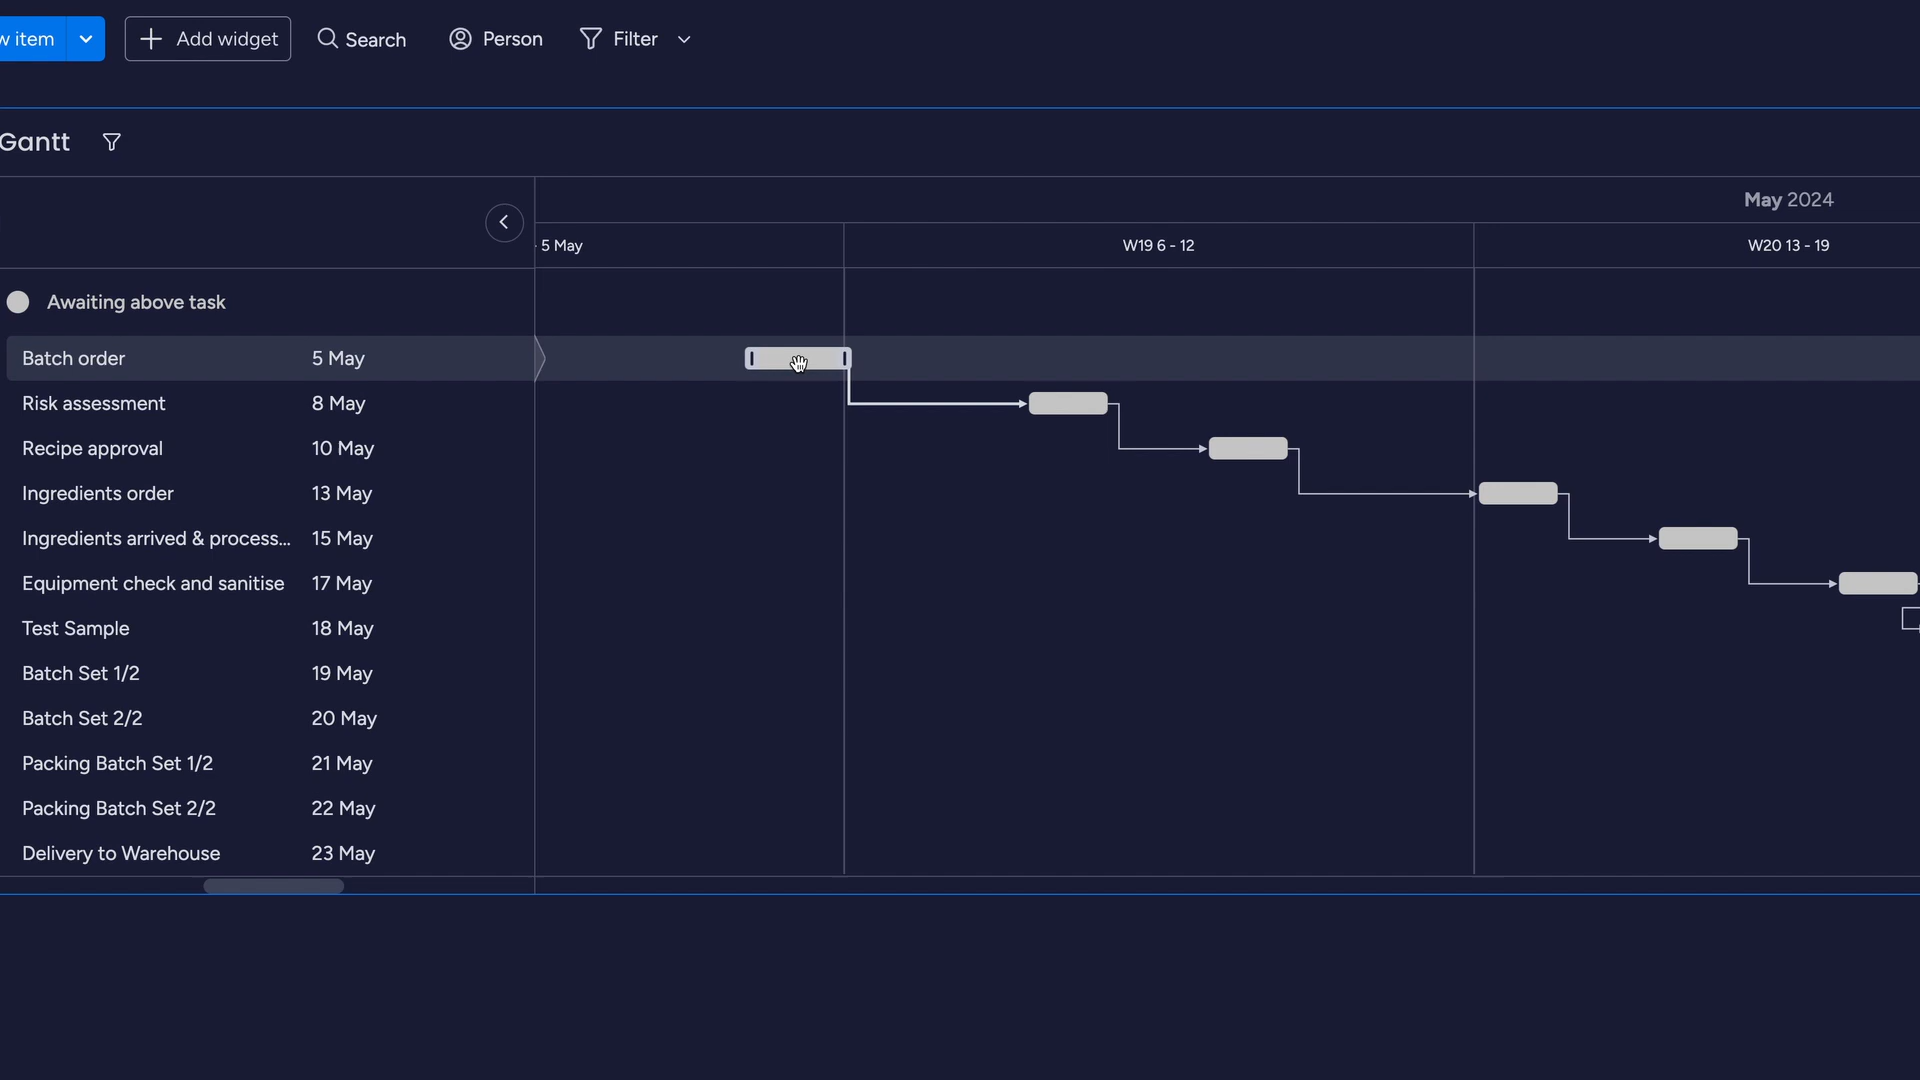 w item
Add widget
Search
Person
Filter
Gantt
May 2024
5 May
W19 6 - 12
W20 13 - 19
Awaiting above task
Batch order 5 May
Risk assessment 8 May
Recipe approval 10 May
Ingredients order 13 May
Ingredients arrived & process... 15 May
Equipment check and sanitise 17 May
Test Sample 18 May
Batch Set 1/2 19 May
Batch Set 2/2 20 May
Packing Batch Set 1/2 21 May
Packing Batch Set 2/2 22 May
Delivery to Warehouse 23 May